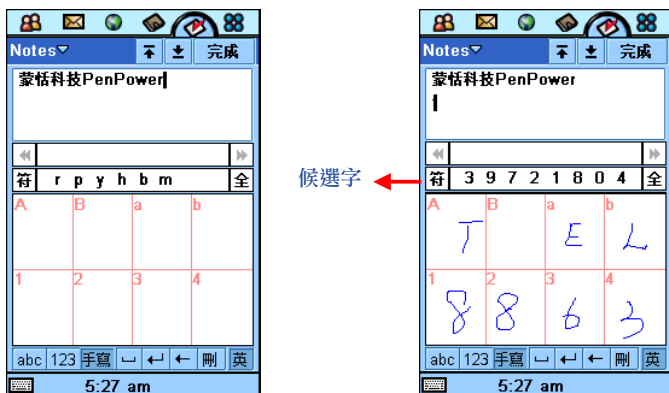 Notes
完成
蒙恬科技PenPower
符 r p y h b m 全
A B a b
1 2 3 4
abc 123 手寫 刪 英
5:27 am
候選字
Notes
完成
蒙恬科技PenPower
符 3 9 7 2 1 8 0 4 全
A B a b
T E L
1 2 3 4
8 8 6 3
abc 123 手寫 刪 英
5:27 am